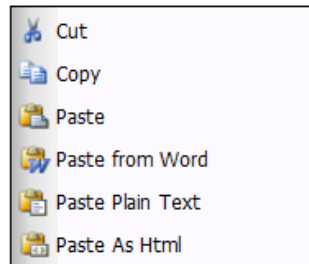 Cut
Copy
Paste
Paste from Word
Paste Plain Text
Paste As Html